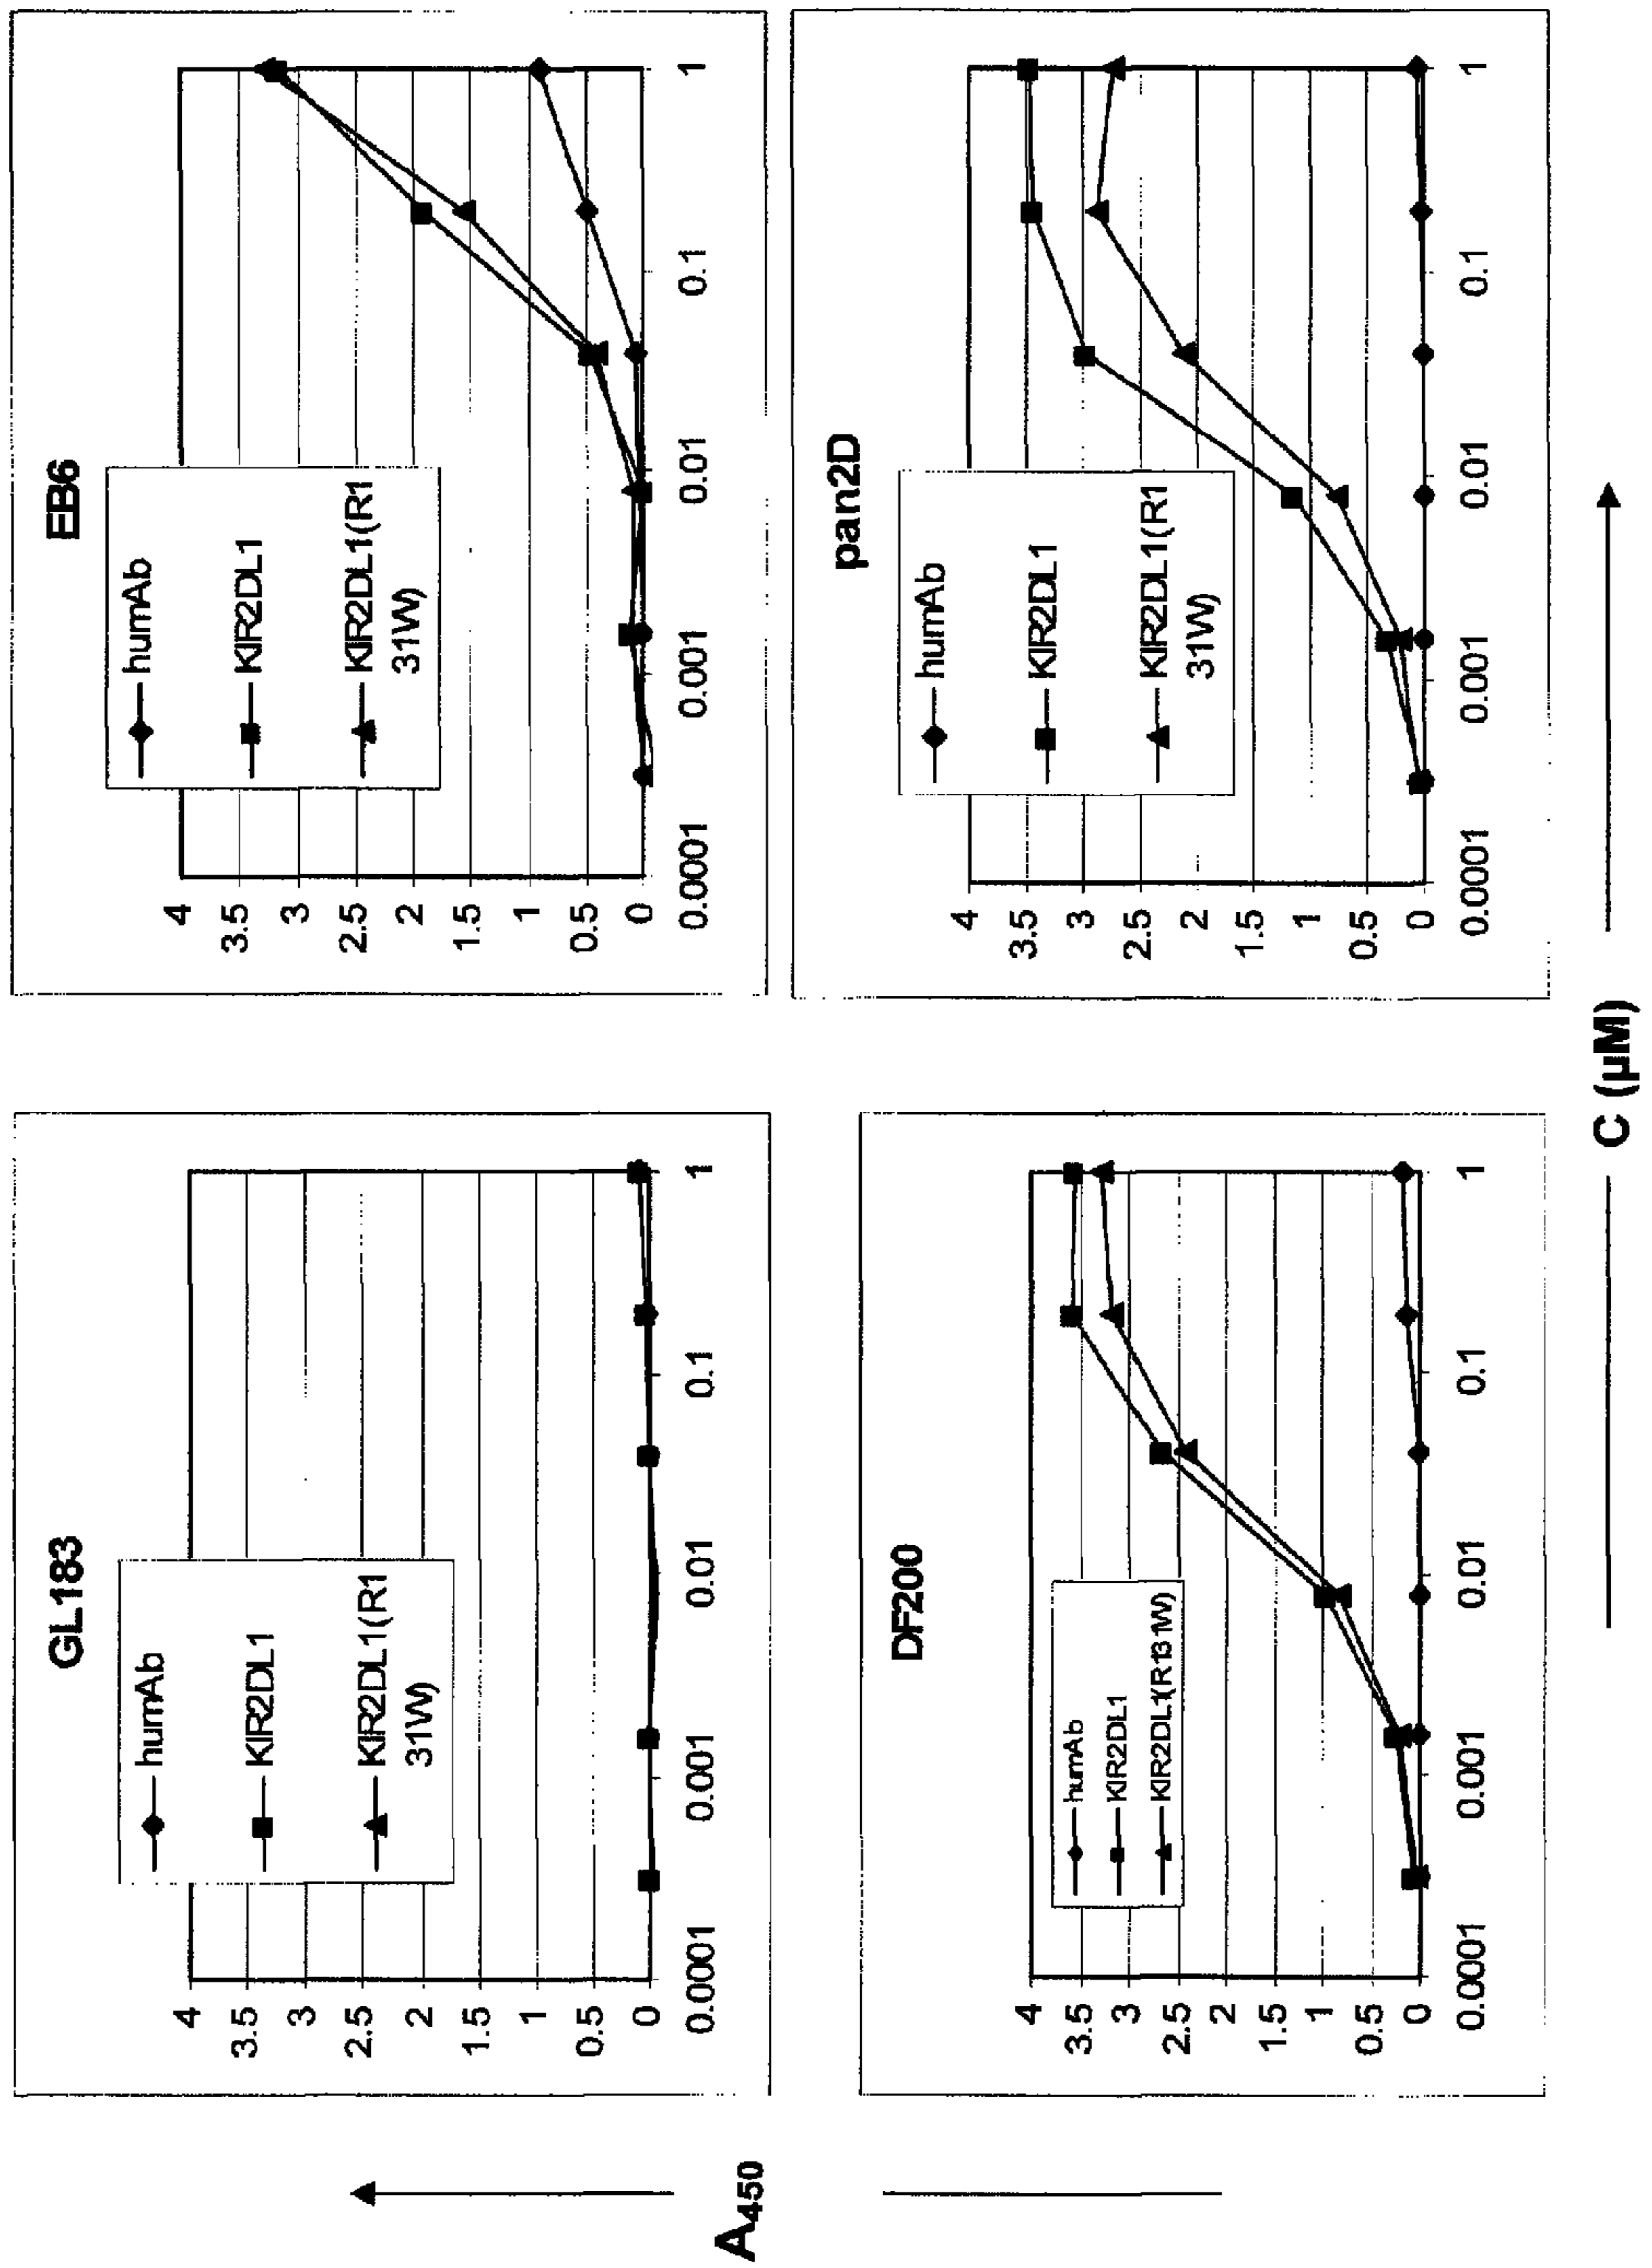 GL183
4
3.5
3
2.5
2
1.5
1
0.5
0
humAb
KIR2DL1
KIR2DL1(R1
31W)
0.0001 0.001 0.01 0.1 1
EB6
4
3.5
3
2.5
2
1.5
1
0.5
0
humAb
KIR2DL1
KIR2DL1(R1
31W)
0.0001 0.001 0.01 0.1 1
A450
DF200
4
3.5
3
2.5
2
1.5
1
0.5
0
humAb
KIR2DL1
KIR2DL1(R131W)
0.0001 0.001 0.01 0.1 1
pan2D
4
3.5
3
2.5
2
1.5
1
0.5
0
humAb
KIR2DL1
KIR2DL1(R1
31W)
0.0001 0.001 0.01 0.1 1
C (µM)